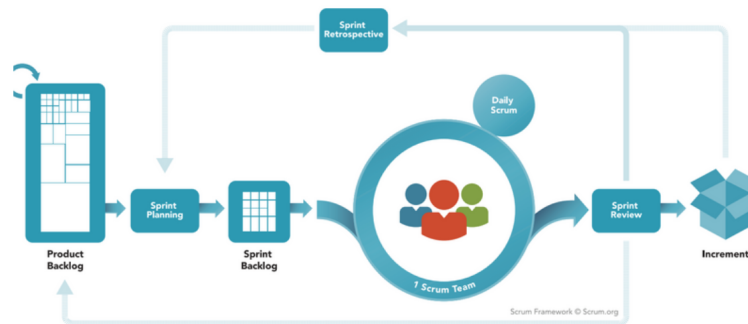 Sprint
Retrospective
Daily
Scrum
Sprint
Planning
Sprint
Review
Product
Backlog
Sprint
Backlog
1 Scrum Team
Increment
Scrum Framework © Scrum.org